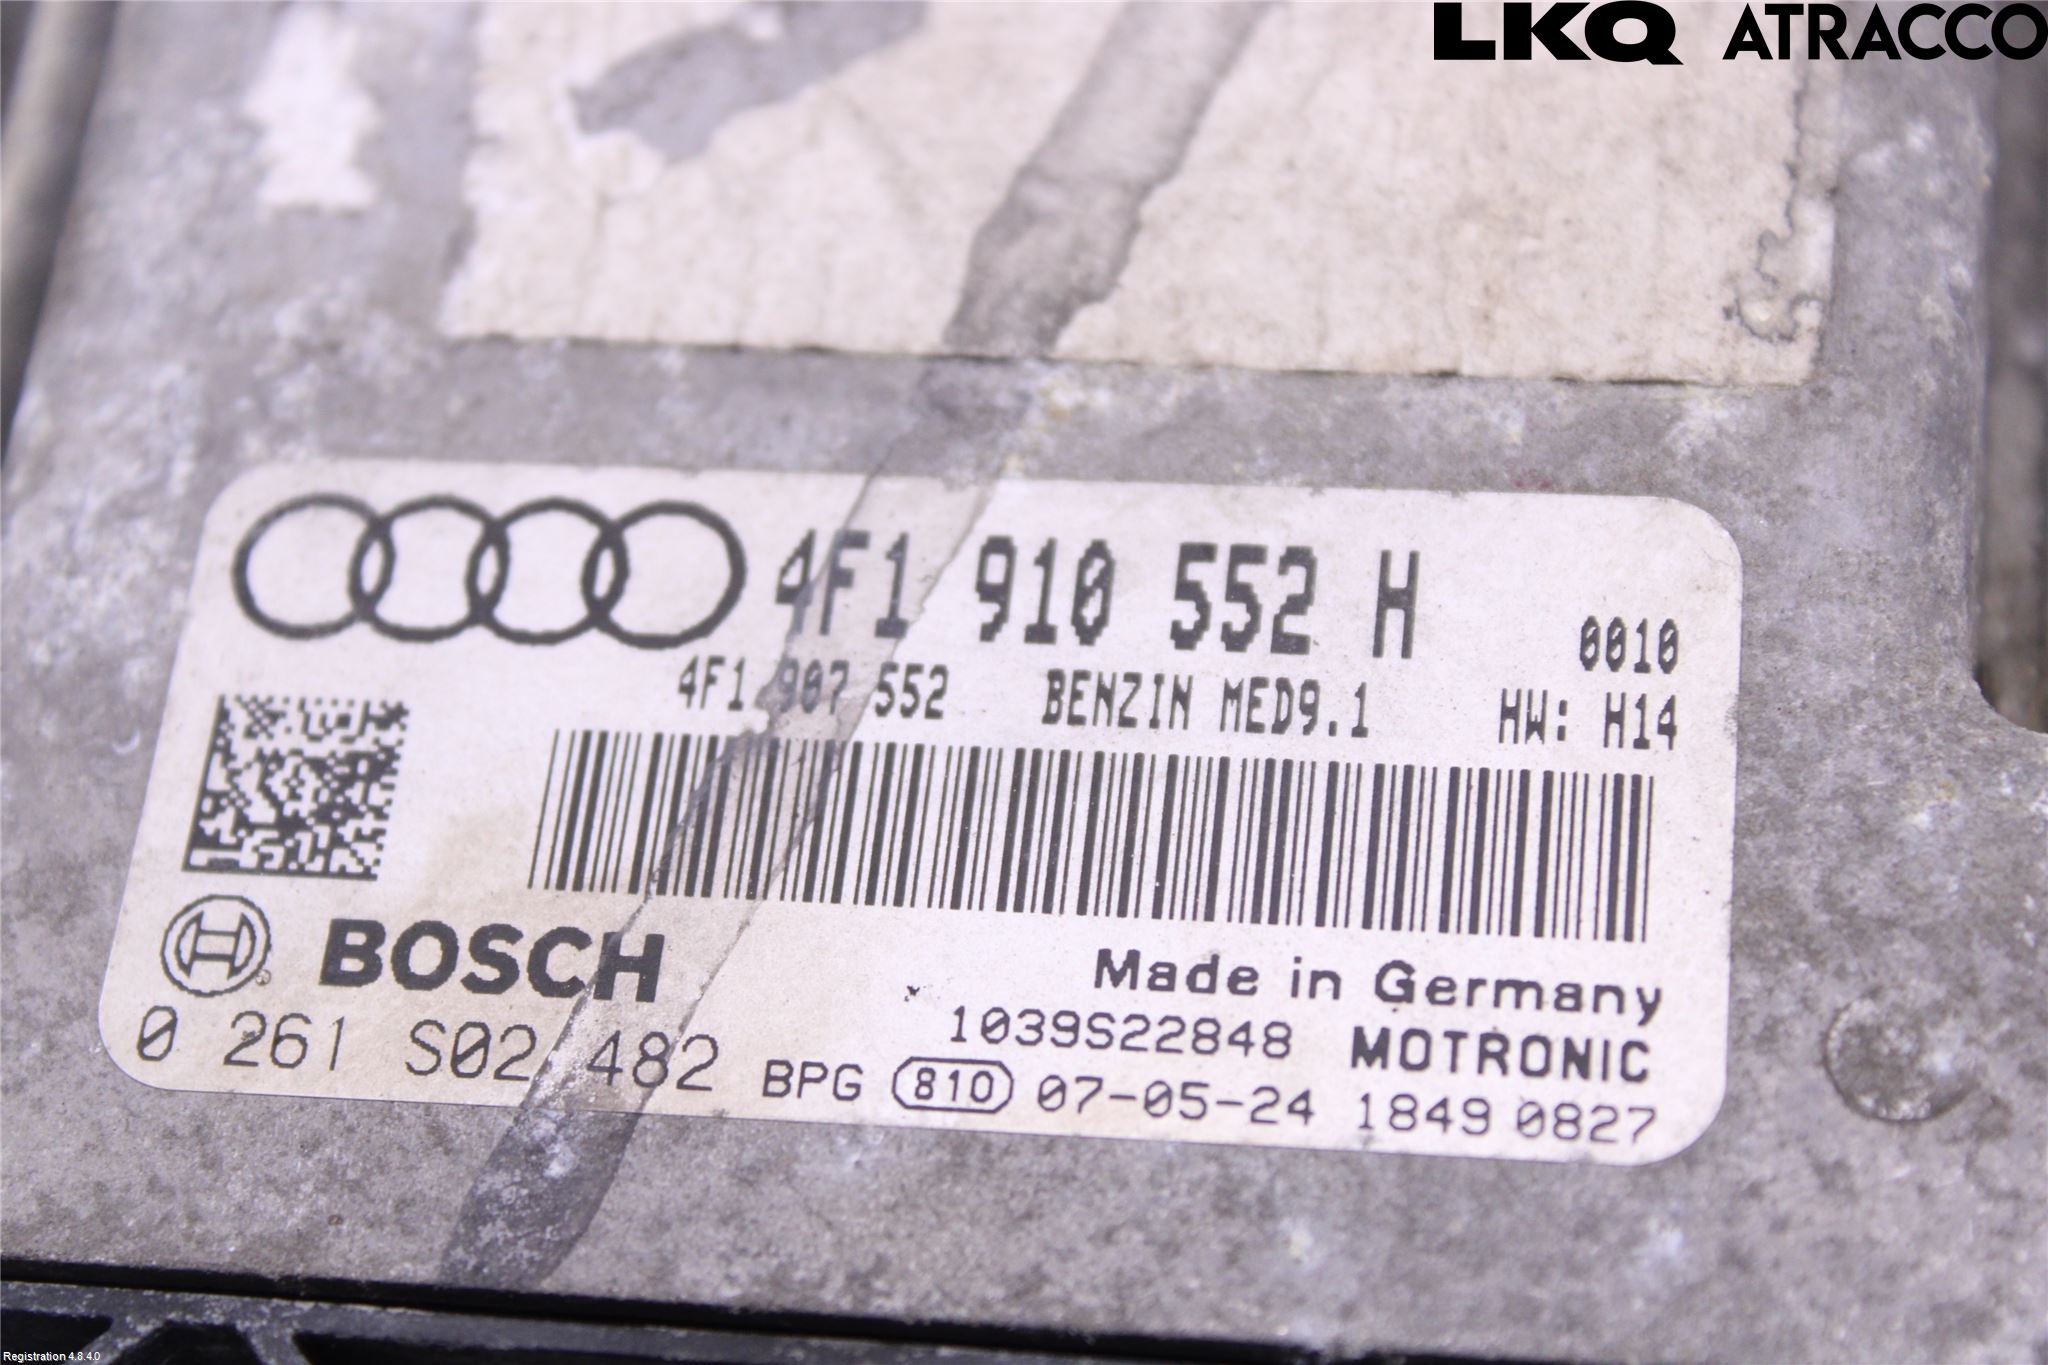 LKQ ATRACCO
4F1 910 552 H
0010
4F1 907 552 BENZIN MED9.1 HW: H14
BOSCH
Made in Germany
1039S22848 MOTRONIC
0 261 S02 482 BPG 810 07-05-24 1849 0827
Registration 4.8.4.0